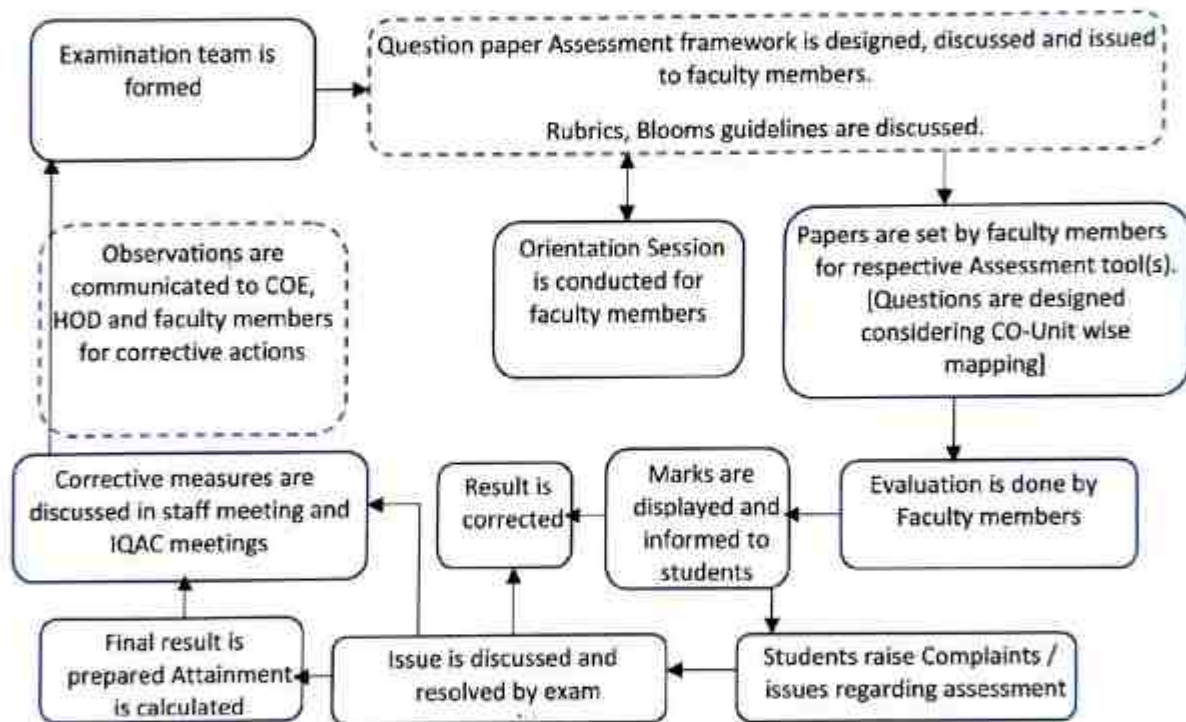 Examination team is
formed
Question paper Assessment framework is designed, discussed and issued
to faculty members.
Rubrics, Blooms guidelines are discussed.
Observations are
communicated to COE,
HOD and faculty members
for corrective actions
Orientation Session
is conducted for
faculty members
Papers are set by faculty members
for respective Assessment tool(s).
[Questions are designed
considering CO-Unit wise
mapping]
Corrective measures are
discussed in staff meeting and
IQAC meetings
Result is
corrected
Marks are
displayed and
informed to
students
Evaluation is done by
Faculty members
Final result is
prepared Attainment
is calculated
Issue is discussed and
resolved by exam
Students raise Complaints /
issues regarding assessment